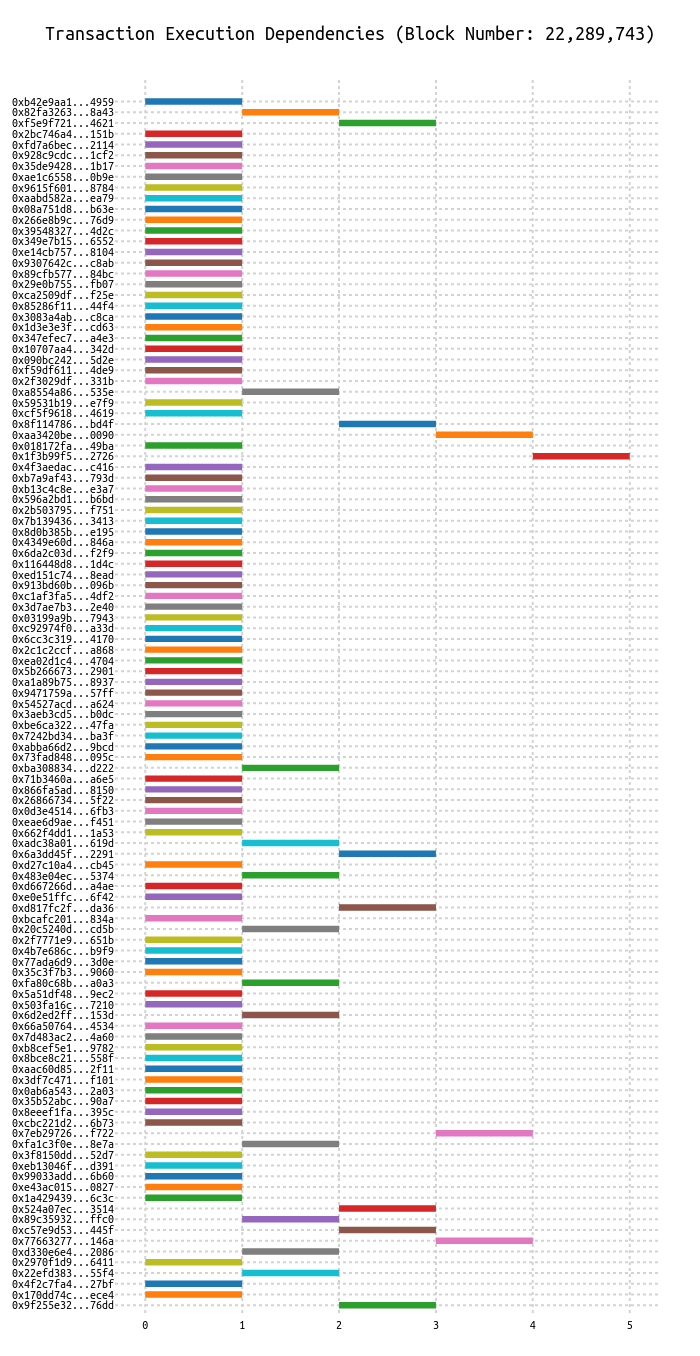 Transaction Execution Dependencies (Block Number: 22,289,743)
0xb42e9aa1...4959
0x82fa3263...8a43
0xf5e9f721...4621
0x2bc746a4...151b
0xfd7a6bec...2114
0x928c9cdc...1cf2
0x35de9428...1b17
0xae1c6558...0b9e
0x9615f601...8784
0xaabd582a...ea79
0x08a751d8...b63e
0x266e8b9c...76d9
0x39548327...4d2c
0x349e7b15...6552
0xe14cb757...8104
0x9307642c...c8ab
0x89cfb577...84bc
0x29e0b755...fb07
0xca2509df...f25e
0x85286f11...44f4
0x3083a4ab...c8ca
0x1d3e3e3f...cd63
0x347efec7...a4e3
0x10707aa4...342d
0x090bc242...5d2e
0xf59df611...4de9
0x2f3029df...331b
0xa8554a86...535e
0x59531b19...e7f9
0xcf5f9618...4619
0x8f114786...bd4f
0xaa3420be...0090
0x018172fa...49ba
0x1f3b99f5...2726
0x4f3aedac...c416
0xb7a9af43...793d
0xb13c4c8e...e3a7
0x596a2bd1...b6bd
0x2b503795...f751
0x7b139436...3413
0x8d0b385b...e195
0x4349e60d...846a
0x6da2c03d...f2f9
0x116448d8...1d4c
0xed151c74...8ead
0x913bd60b...096b
0xc1af3fa5...4df2
0x3d7ae7b3...2e40
0x03199a9b...7943
0xc92974f0...a33d
0x6cc3c319...4170
0x2c1c2ccf...a868
0xea02d1c4...4704
0x5b266673...2901
0xa1a89b75...8937
0x9471759a...57ff
0x54527acd...a624
0x3aeb3cd5...b0dc
0xbe6ca322...47fa
0x7242bd34...ba3f
0xabba66d2...9bcd
0x73fad848...095c
0xba308834...d222
0x71b3460a...a6e5
0x866fa5ad...8150
0x26866734...5f22
0x0d3e4514...6fb3
0xeae6d9ae...f451
0x662f4dd1...1a53
0xadc38a01...619d
0x6a3dd45f...2291
0xd27c10a4...cb45
0x483e04ec...5374
0xd667266d...a4ae
0xe0e51ffc...6f42
0xd817fc2f...da36
0xbcafc201...834a
0x20c5240d...cd5b
0x2f7771e9...651b
0x4b7e686c...b9f9
0x77ada6d9...3d0e
0x35c3f7b3...9060
0xfa80c68b...a0a3
0x5a51df48...9ec2
0x503fa16c...7210
0x6d2ed2ff...153d
0x66a50764...4534
0x7d483ac2...4a60
0xb8cef5e1...9782
0x8bce8c21...558f
0xaac60d85...2f11
0x3df7c471...f101
0x0ab6a543...2a03
0x35b52abc...90a7
0x8eeef1fa...395c
0xcbc221d2...6b73
0x7eb29726...f722
0xfa1c3f0e...8e7a
0x3f8150dd...52d7
0xeb13046f...d391
0x99033add...6b60
0xe43ac015...0827
0x1a429439...6c3c
0x524a07ec...3514
0x89c35932...ffc0
0xc57e9d53...445f
0x77663277...146a
0xd330e6e4...2086
0x2970f1d9...6411
0x22efd383...55f4
0x4f2c7fa4...27bf
0x170dd74c...ece4
0x9f255e32...76dd
0 1 2 3 4 5